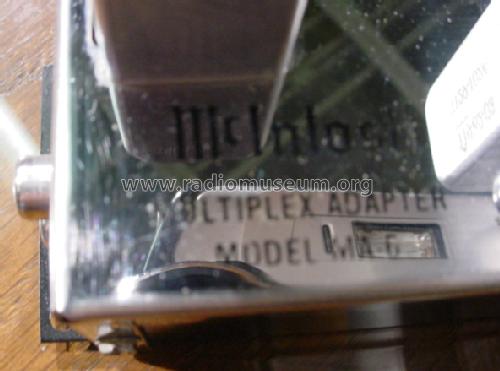 McIntosh
www.radiomuseum.org
MULTIPLEX ADAPTER
MODEL MA 6